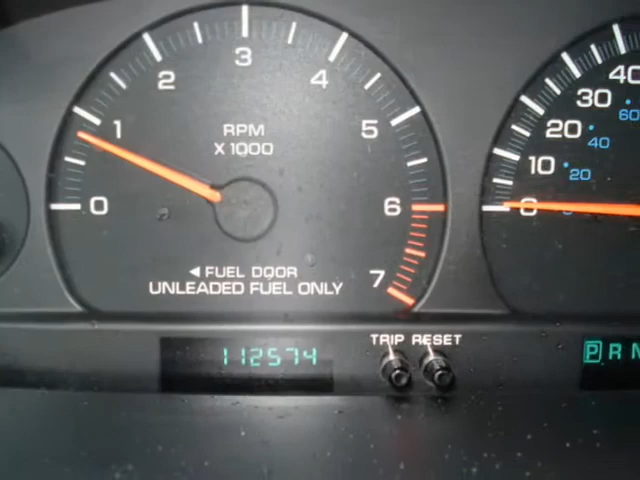 0 1 2 3 4 5 6 7
RPM
X 1000
◄ FUEL DOOR
UNLEADED FUEL ONLY
0 10 20 30 40
20 40 60
112574
TRIP RESET
P R N